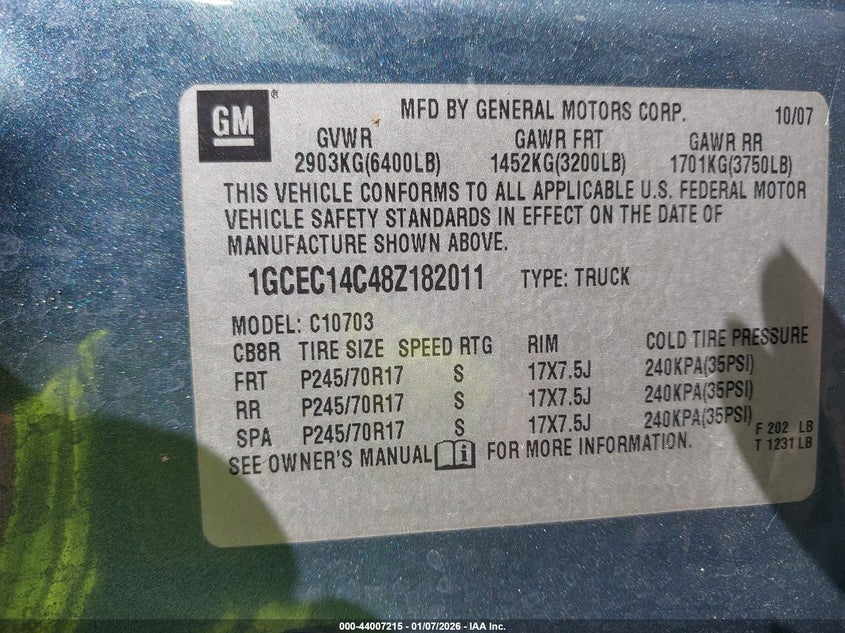 GM® MFD BY GENERAL MOTORS CORP. 10/07
GVWR GAWR FRT GAWR RR
2903KG(6400LB) 1452KG(3200LB) 1701KG(3750LB)
THIS VEHICLE CONFORMS TO ALL APPLICABLE U.S. FEDERAL MOTOR
VEHICLE SAFETY STANDARDS IN EFFECT ON THE DATE OF
MANUFACTURE SHOWN ABOVE.
1GCEC14C48Z182011 TYPE: TRUCK
MODEL: C10703
CB8R TIRE SIZE SPEED RTG RIM COLD TIRE PRESSURE
FRT P245/70R17 S 17X7.5J 240KPA(35PSI)
RR P245/70R17 S 17X7.5J 240KPA(35PSI)
SPA P245/70R17 S 17X7.5J 240KPA(35PSI)
F 202 LB
T 1231 LB
SEE OWNER'S MANUAL i FOR MORE INFORMATION.
000-44007215 - 01/07/2026 - IAA Inc.